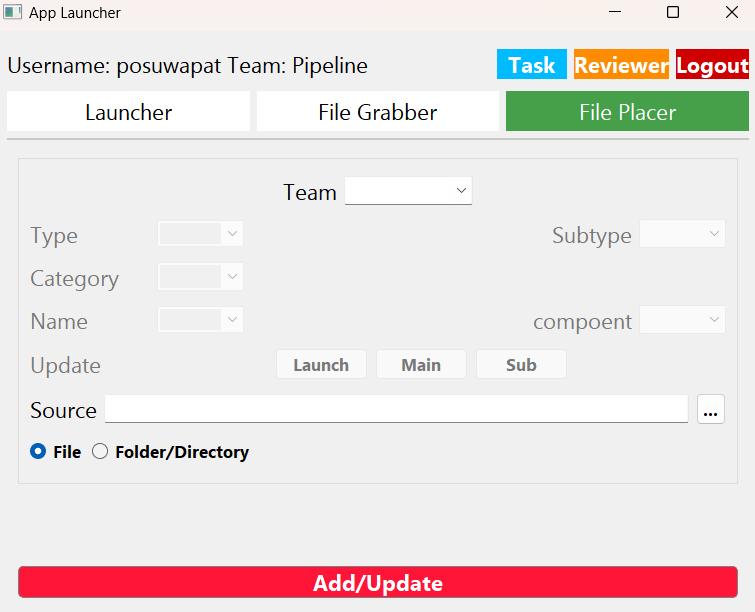 App Launcher
Username: posuwapat Team: Pipeline Task Reviewer Logout
Launcher File Grabber File Placer
Team
Type Subtype
Category
Name compoent
Update Launch Main Sub
Source ...
File Folder/Directory
Add/Update